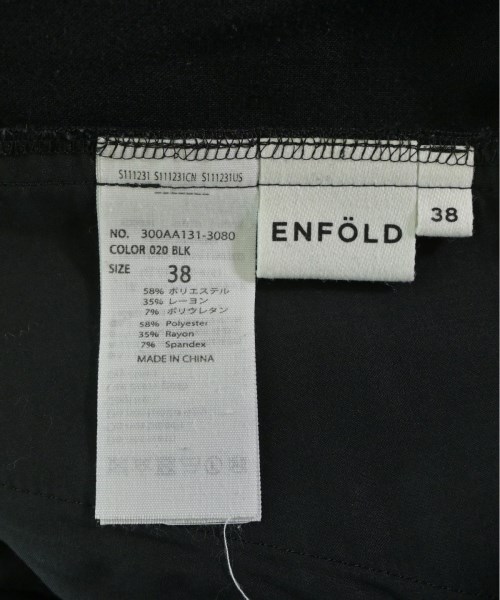 S111231 S111231CN S111231US
NO. 300AA131-3080
COLOR 020 BLK
SIZE 38
58% ポリエステル
35% レーヨン
7% ポリウレタン
58% Polyester
35% Rayon
7% Spandex
MADE IN CHINA
ENFÖLD
38